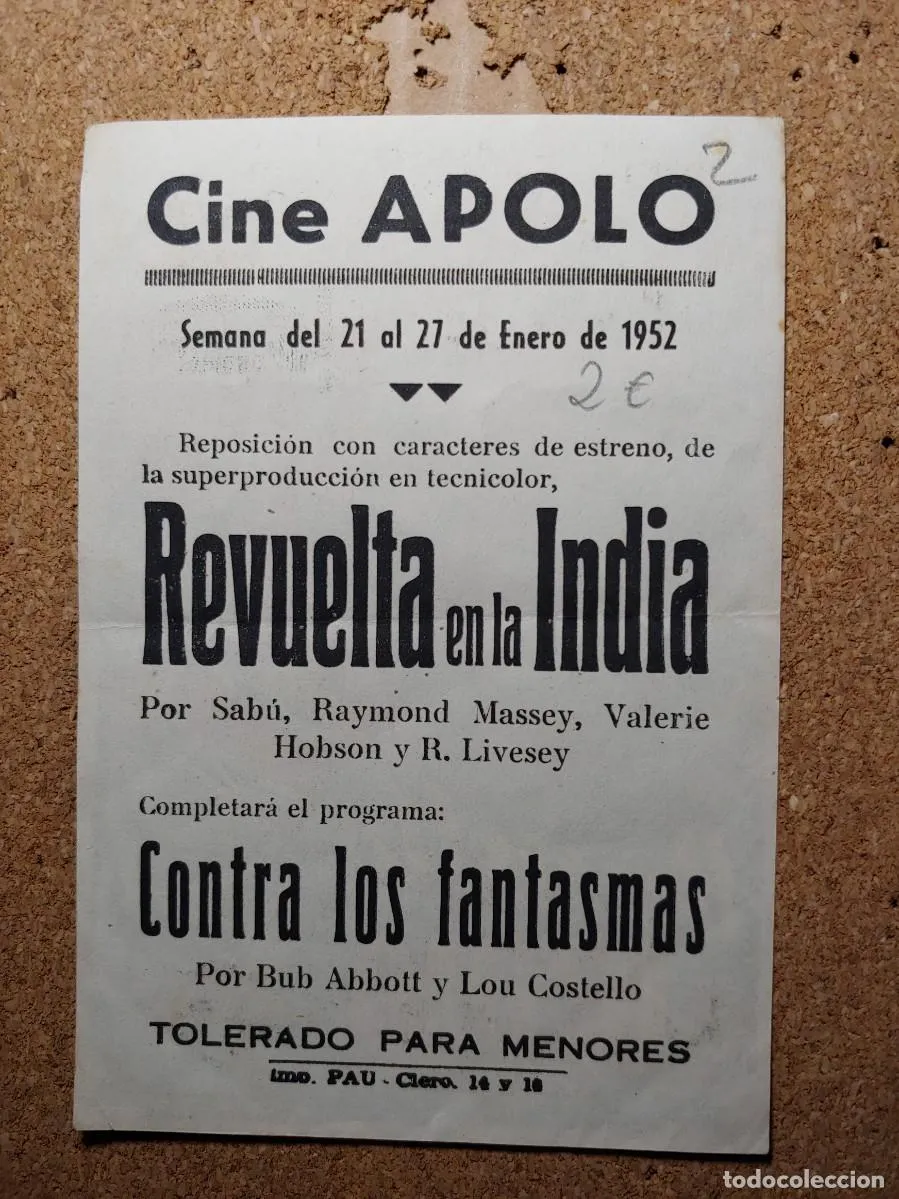 Cine APOLO
2
Semana del 21 al 27 de Enero de 1952
2 €
Reposición con caracteres de estreno, de
la superproducción en tecnicolor,
Revuelta en la India
Por Sabú, Raymond Massey, Valerie
Hobson y R. Livesey
Completará el programa:
Contra los fantasmas
Por Bub Abbott y Lou Costello
TOLERADO PARA MENORES
Imp. PAU - Clero, 14 y 16
todocoleccion